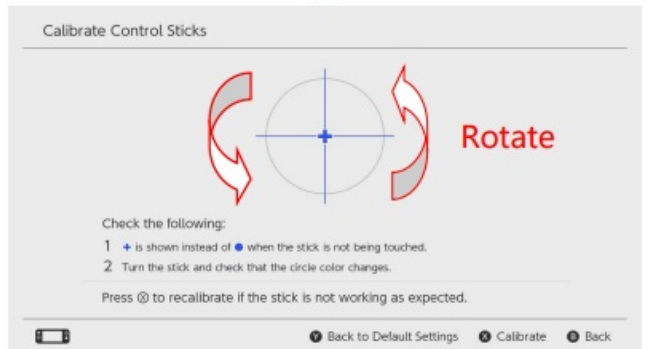 Calibrate Control Sticks
Rotate
Check the following:
1 + is shown instead of ● when the stick is not being touched.
2 Turn the stick and check that the circle color changes.
Press Ⓧ to recalibrate if the stick is not working as expected.
Ⓨ Back to Default Settings Ⓧ Calibrate Ⓑ Back